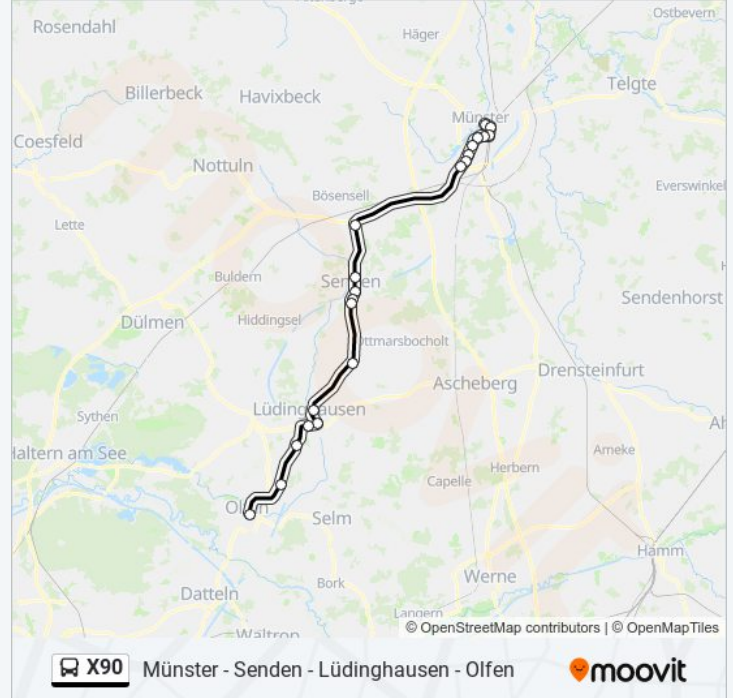 Ostbevern
Rosendahl
Häger
Telgte
Billerbeck
Havixbeck
Münster
Coesfeld
Nottuln
Everswinkel
Bösensell
Lette
Buldern
Senden
Sendenhorst
Hiddingsel
Dülmen
Ottmarsbocholt
Drensteinfurt
Ascheberg
Lüdinghausen
Sythen
Ah
Haltern am See
Ameke
Herbern
Capelle
Olfen
Selm
Hamm
Werne
Bork
Datteln
Langern
Waltrop
© OpenStreetMap contributors | © OpenMapTiles
X90 Münster - Senden - Lüdinghausen - Olfen moovit